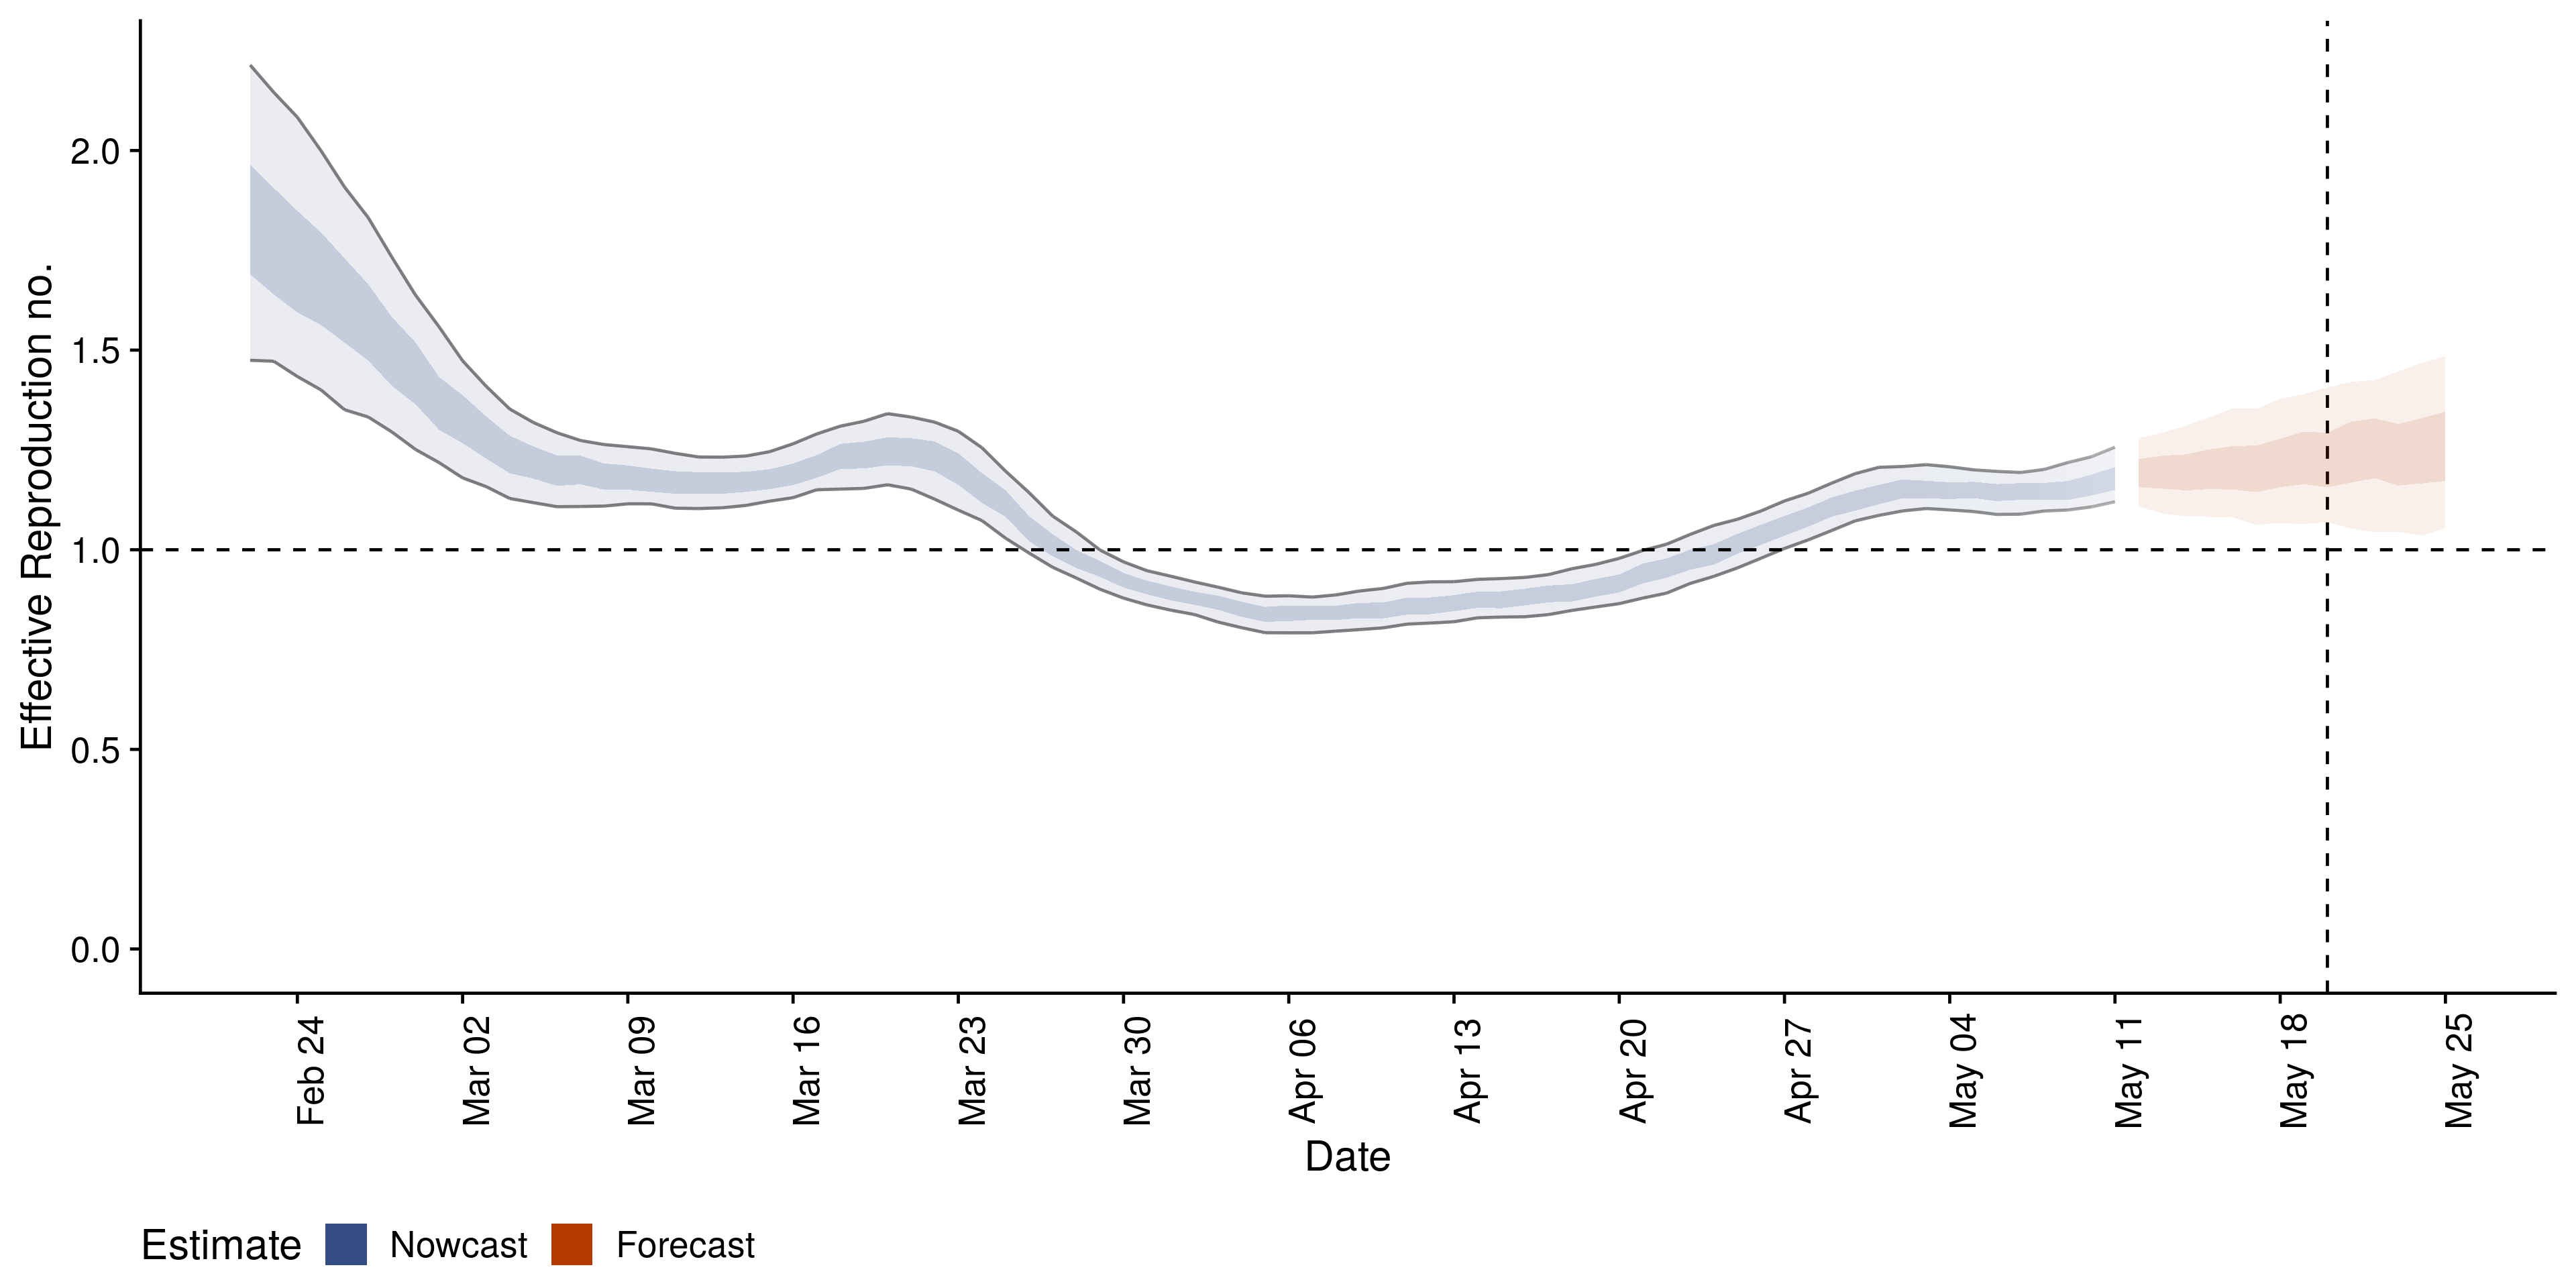 Effective Reproduction no.
2.0
1.5
1.0
0.5
0.0
Feb 24
Mar 02
Mar 09
Mar 16
Mar 23
Mar 30
Apr 06
Apr 13
Apr 20
Apr 27
May 04
May 11
May 18
May 25
Date
Estimate Nowcast Forecast